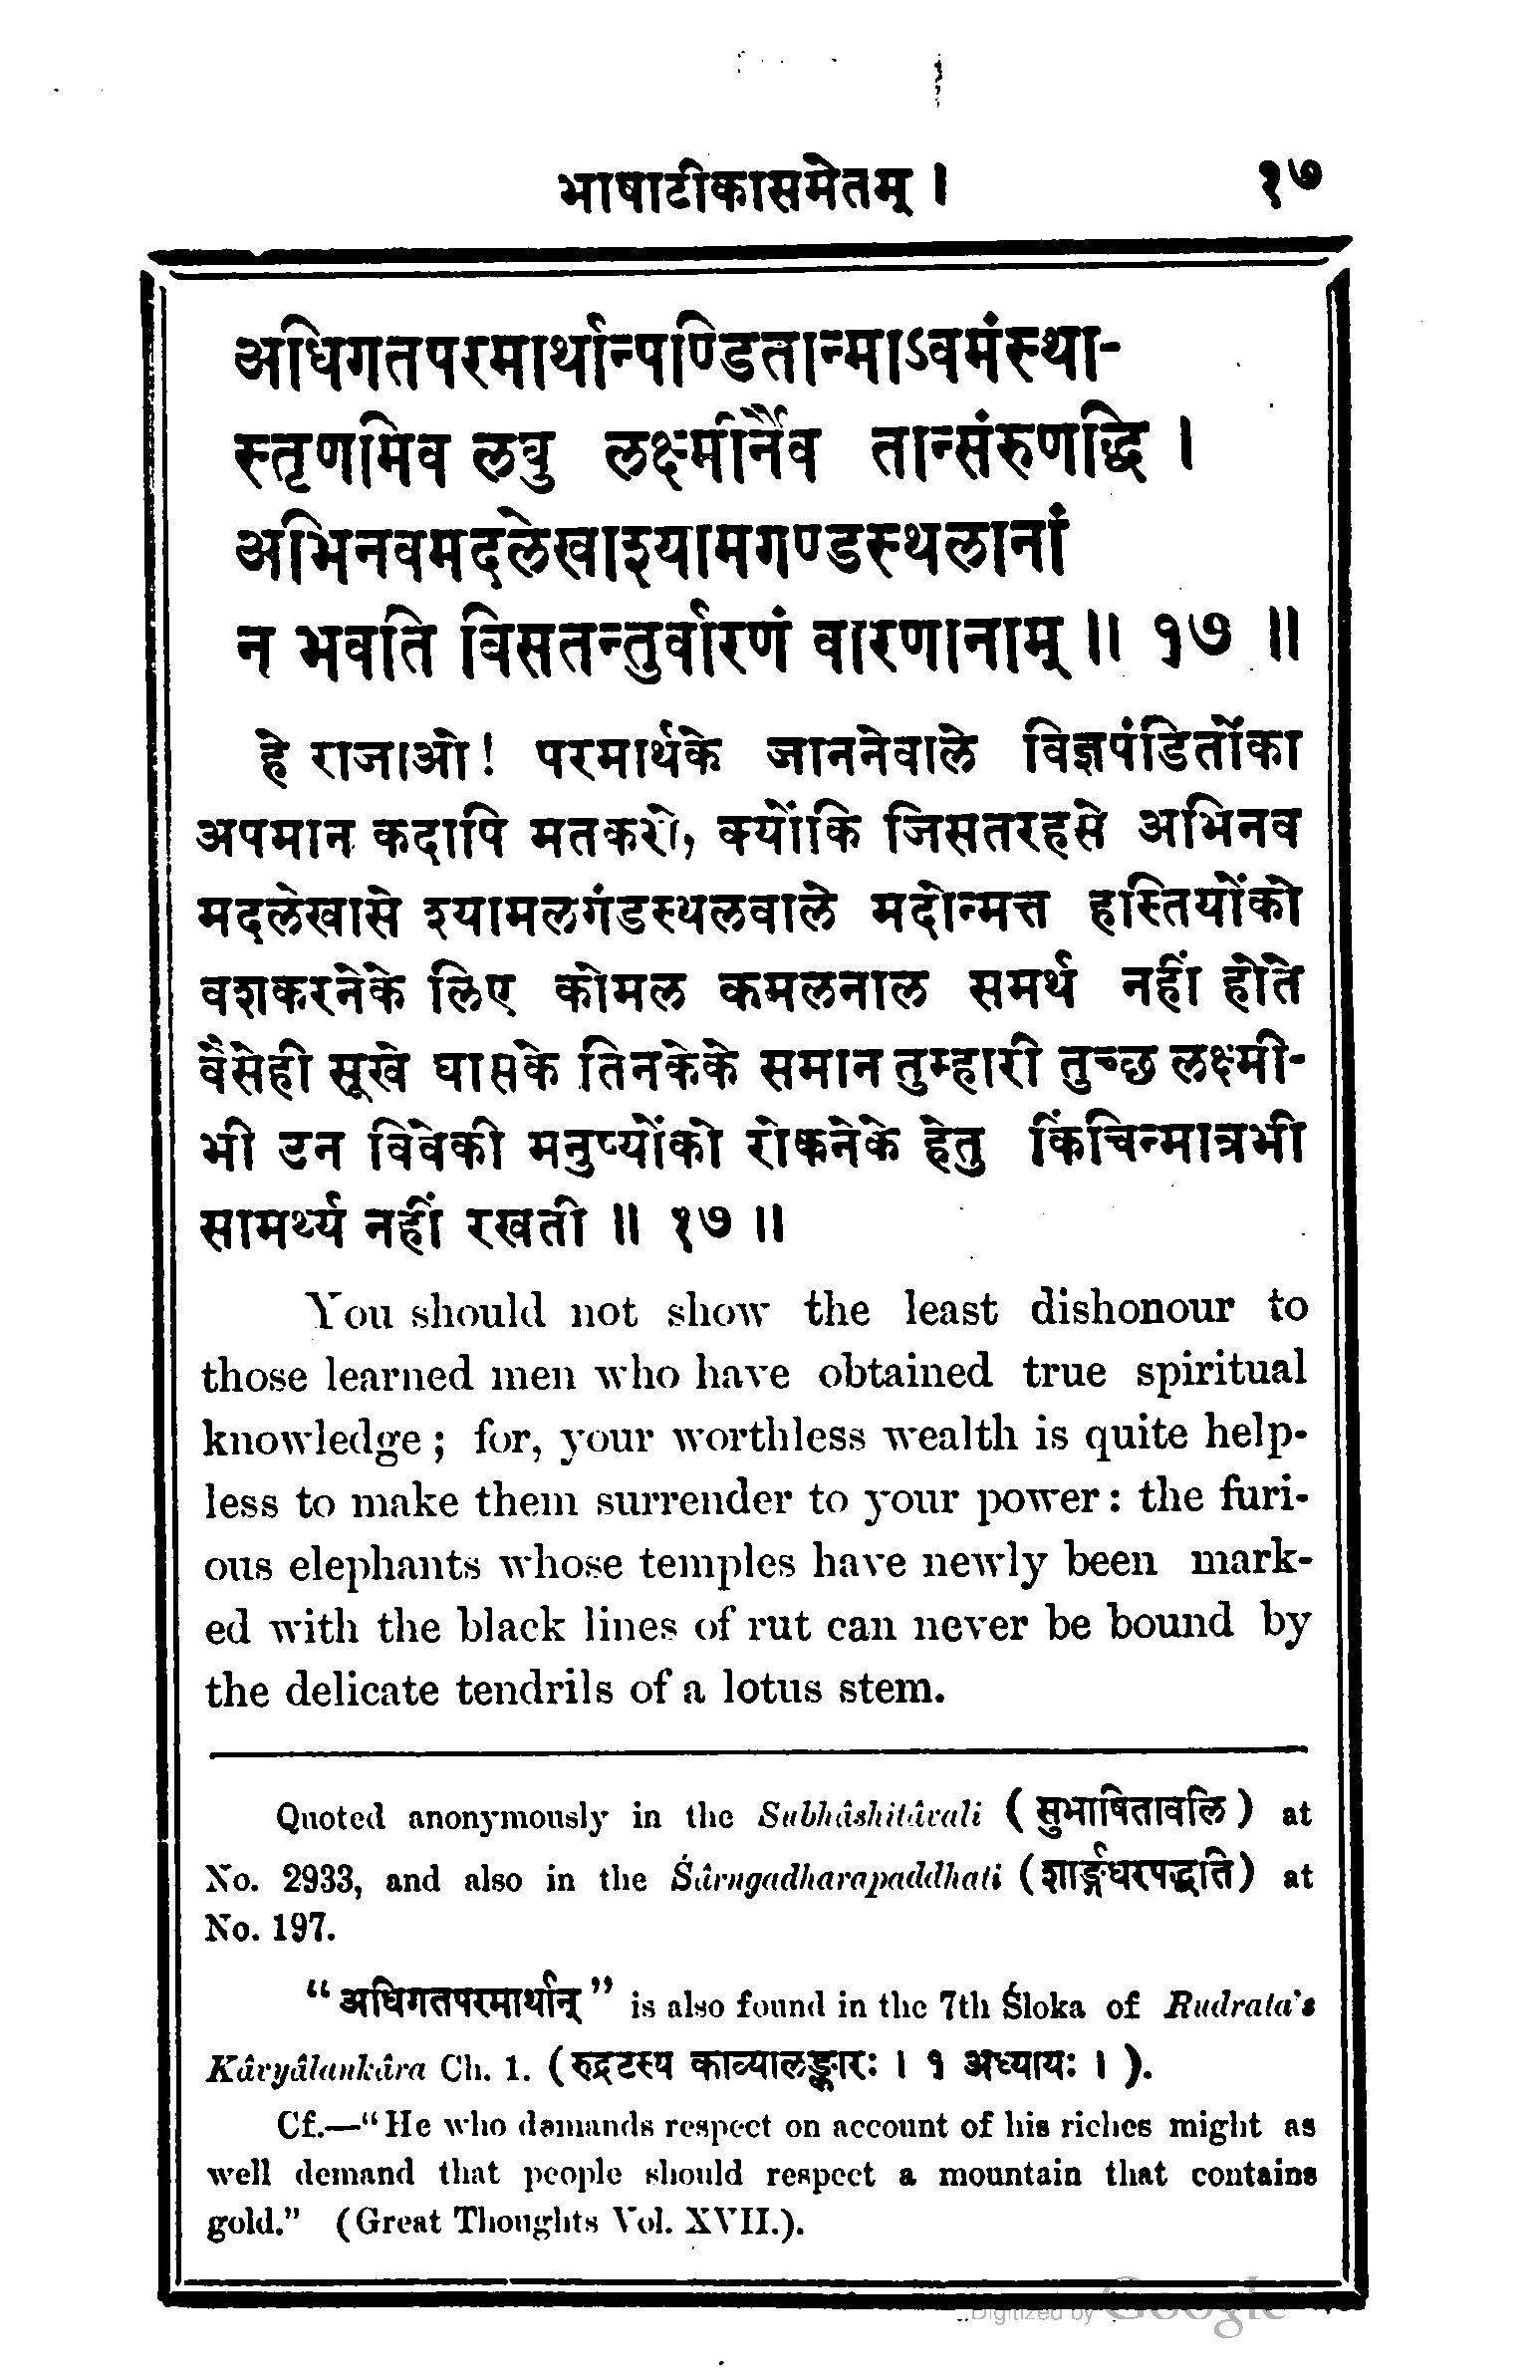 भाषाटीकासमेतम् । १७
अधिगतपरमार्थान्पण्डितान्माऽवमंस्था-
स्तृणमिव लघु लक्ष्मीर्नैव तान्संरुणद्धि ।
अभिनवमदलेखाश्यामगण्डस्थलानां
न भवति विसतन्तुर्वारणं वारणानाम् ॥ १७ ॥
हे राजाओ! परमार्थके जाननेवाले विज्ञपंडितोंका
अपमान कदापि मतकरो, क्योंकि जिसतरहसे अभिनव
मदलेखासे श्यामलगंडस्थलवाले मदोन्मत्त हस्तियोंको
वशकरनेके लिए कोमल कमलनाल समर्थ नहीं होते
वैसेही सूखे घासके तिनकेके समान तुम्हारी तुच्छ लक्ष्मी-
भी उन विवेकी मनुष्योंको रोकनेके हेतु किंचिन्मात्रभी
सामर्थ्य नहीं रखती ॥ १७ ॥
You should not show the least dishonour to
those learned men who have obtained true spiritual
knowledge; for, your worthless wealth is quite help-
less to make them surrender to your power: the furi-
ous elephants whose temples have newly been mark-
ed with the black lines of rut can never be bound by
the delicate tendrils of a lotus stem.
Quoted anonymously in the Subhâshitâvali (सुभाषितावलि) at
No. 2933, and also in the Śârngadharapaddhati (शार्ङ्गधरपद्धति) at
No. 197.
“अधिगतपरमार्थान्” is also found in the 7th Śloka of Rudrata's
Kâvyâlankâra Ch. 1. (रुद्रटस्य काव्यालङ्कारः । १ अध्यायः । ).
Cf.—“He who demands respect on account of his riches might as
well demand that people should respect a mountain that contains
gold.” (Great Thoughts Vol. XVII.).
Digitized by Google